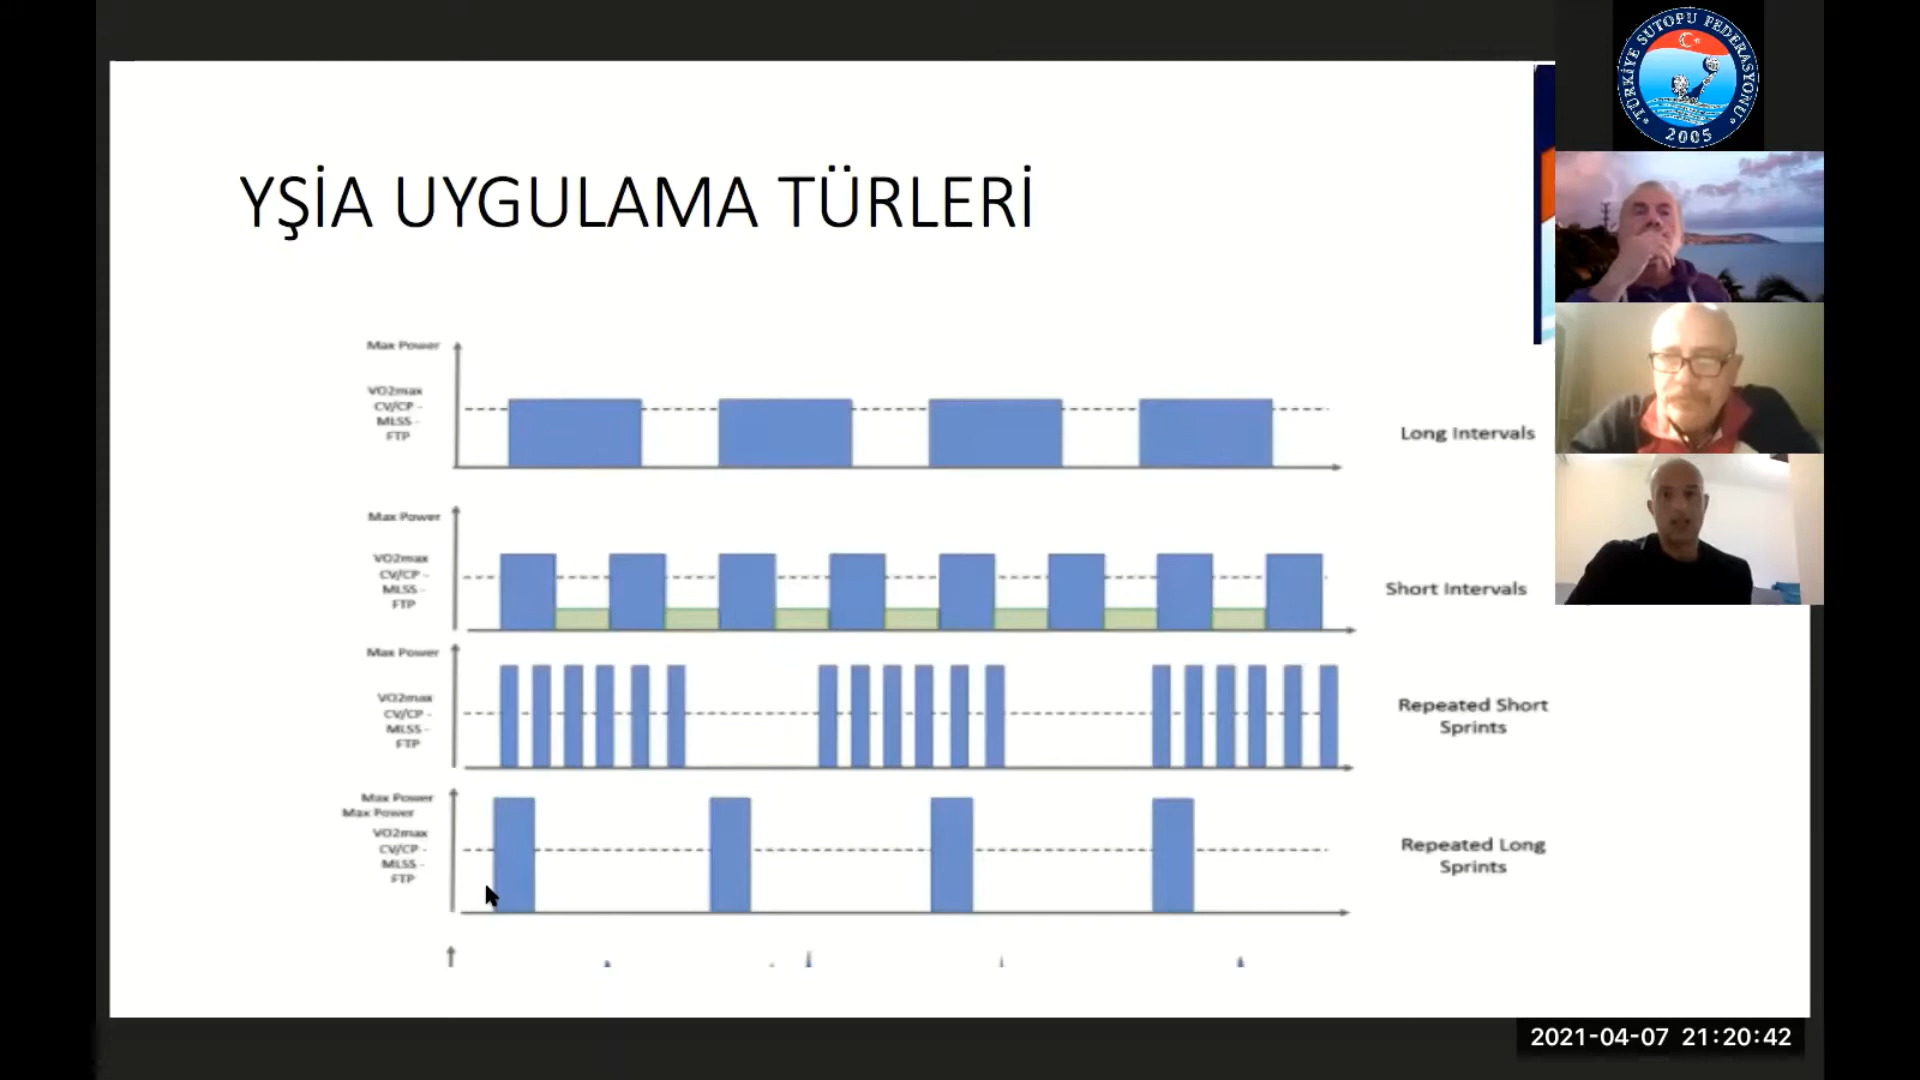 TÜRKİYE SUTOPU FEDERASYONU
2005
YŞİA UYGULAMA TÜRLERİ
Max Power
VO2max
CV/CP -
MLSS -
FTP
Long Intervals
Max Power
VO2max
CV/CP -
MLSS -
FTP
Short Intervals
Max Power
VO2max
CV/CP -
MLSS -
FTP
Repeated Short
Sprints
Max Power
Max Power
VO2max
CV/CP -
MLSS -
FTP
Repeated Long
Sprints
2021-04-07 21:20:42